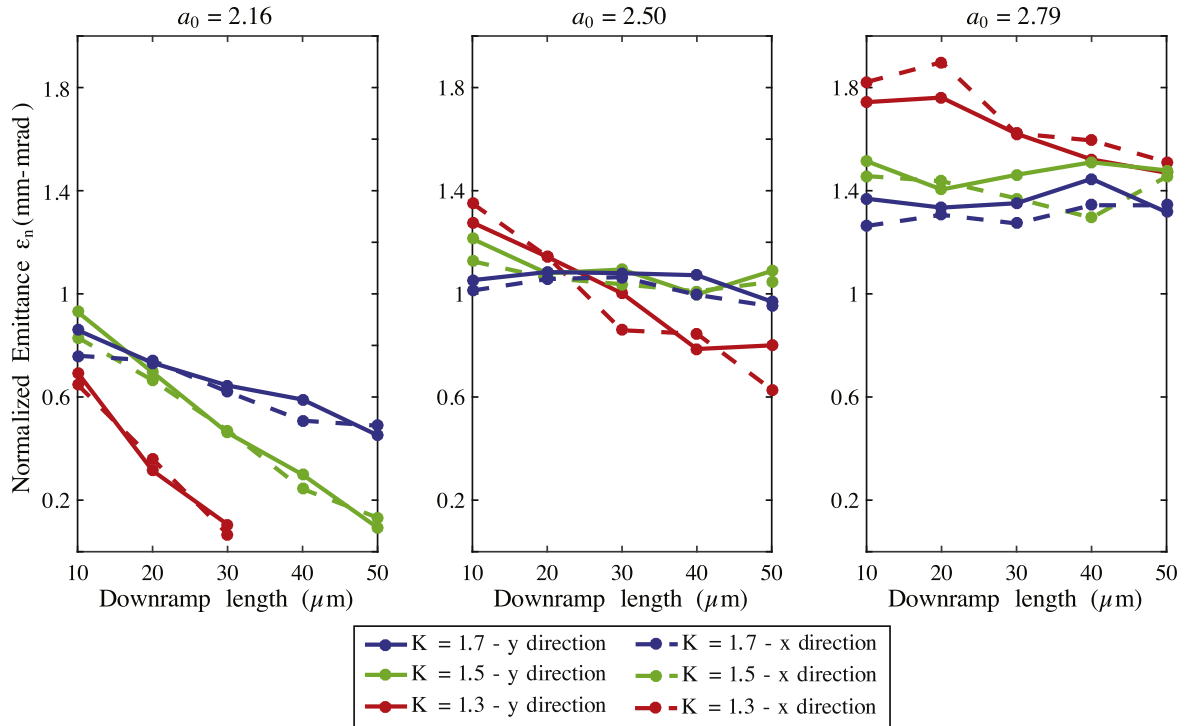 a₀ = 2.16
a₀ = 2.50
a₀ = 2.79
Normalized Emittance εₙ (mm-mrad)
1.8
1.4
1
0.6
0.2
10 20 30 40 50
Downramp length (μm)
1.8
1.4
1
0.6
0.2
10 20 30 40 50
Downramp length (μm)
1.8
1.4
1
0.6
0.2
10 20 30 40 50
Downramp length (μm)
K = 1.7 - y direction
K = 1.7 - x direction
K = 1.5 - y direction
K = 1.5 - x direction
K = 1.3 - y direction
K = 1.3 - x direction